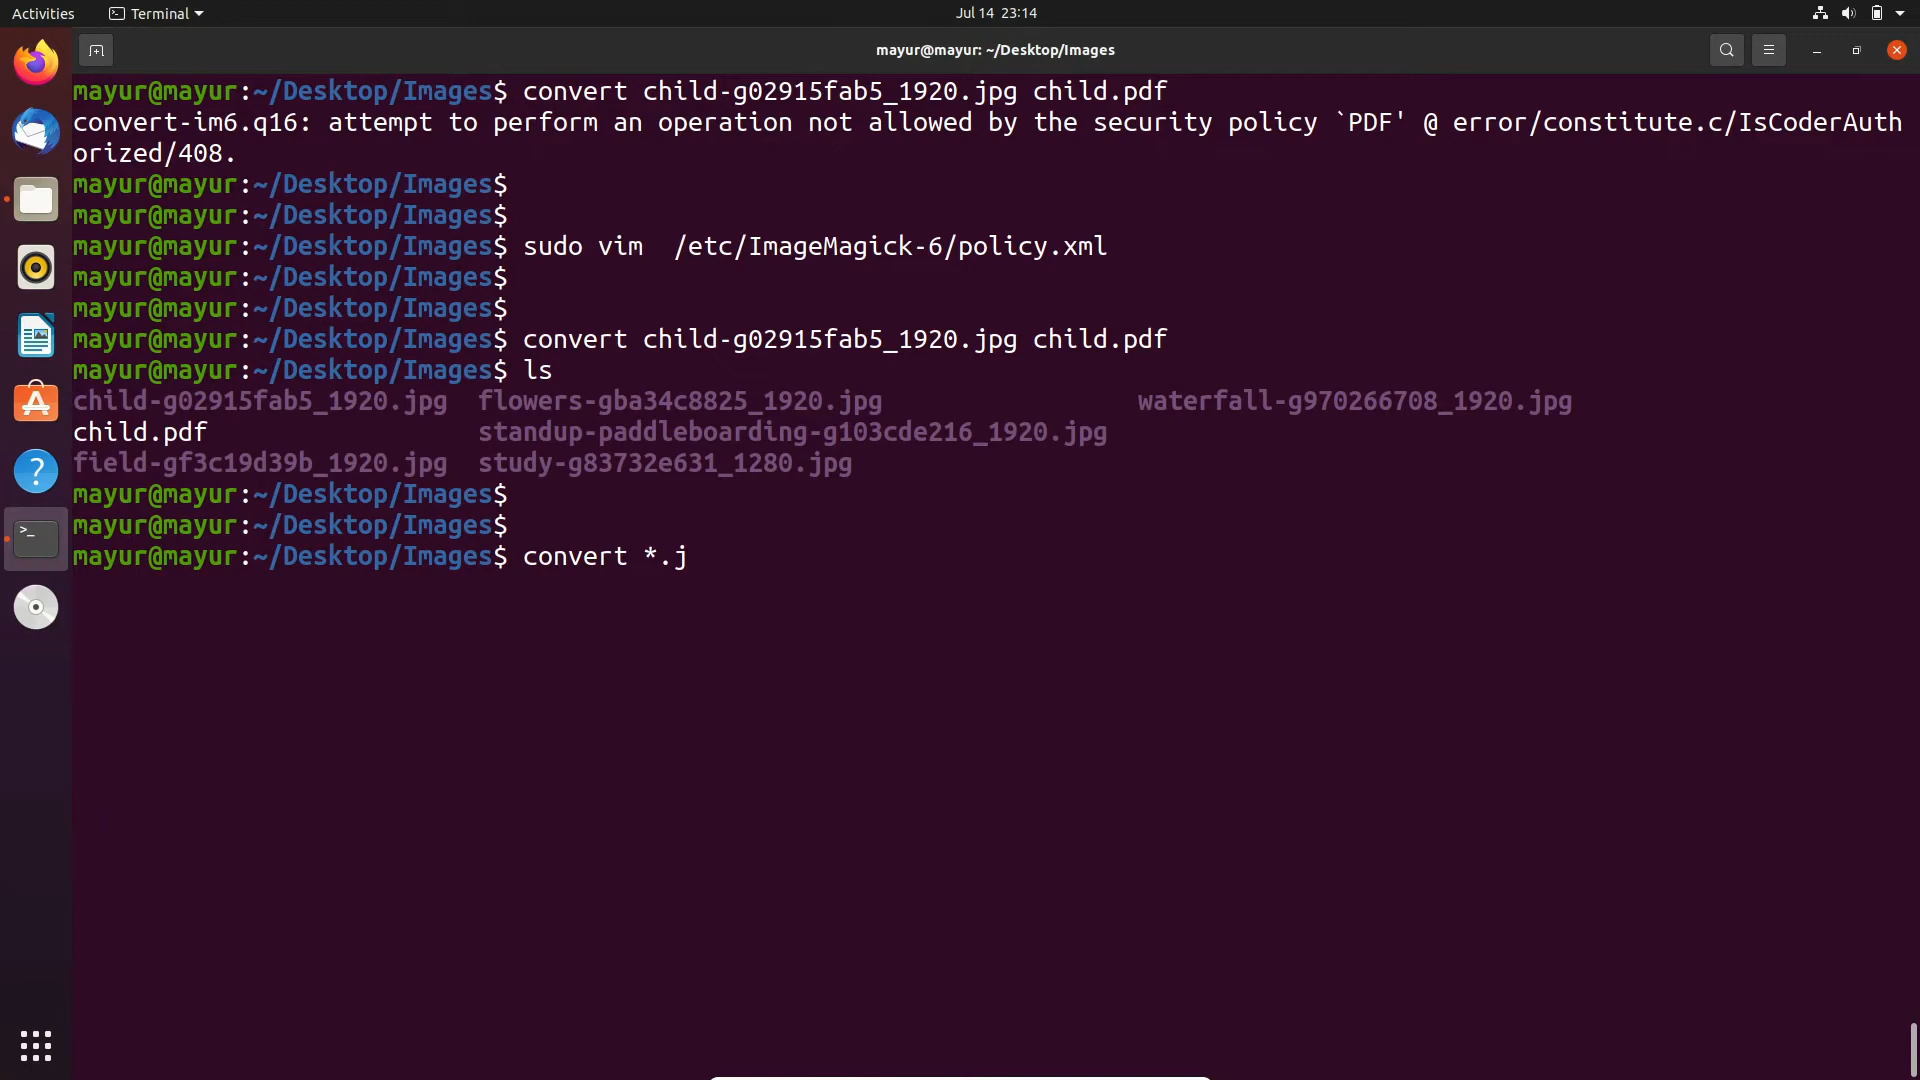 Activities Terminal Jul 14 23:14
mayur@mayur: ~/Desktop/Images
mayur@mayur:~/Desktop/Images$ convert child-g02915fab5_1920.jpg child.pdf
convert-im6.q16: attempt to perform an operation not allowed by the security policy `PDF' @ error/constitute.c/IsCoderAuth
orized/408.
mayur@mayur:~/Desktop/Images$
mayur@mayur:~/Desktop/Images$
mayur@mayur:~/Desktop/Images$ sudo vim  /etc/ImageMagick-6/policy.xml
mayur@mayur:~/Desktop/Images$
mayur@mayur:~/Desktop/Images$
mayur@mayur:~/Desktop/Images$ convert child-g02915fab5_1920.jpg child.pdf
mayur@mayur:~/Desktop/Images$ ls
child-g02915fab5_1920.jpg  flowers-gba34c8825_1920.jpg  waterfall-g970266708_1920.jpg
child.pdf  standup-paddleboarding-g103cde216_1920.jpg
field-gf3c19d39b_1920.jpg  study-g83732e631_1280.jpg
mayur@mayur:~/Desktop/Images$
mayur@mayur:~/Desktop/Images$
mayur@mayur:~/Desktop/Images$ convert *.j